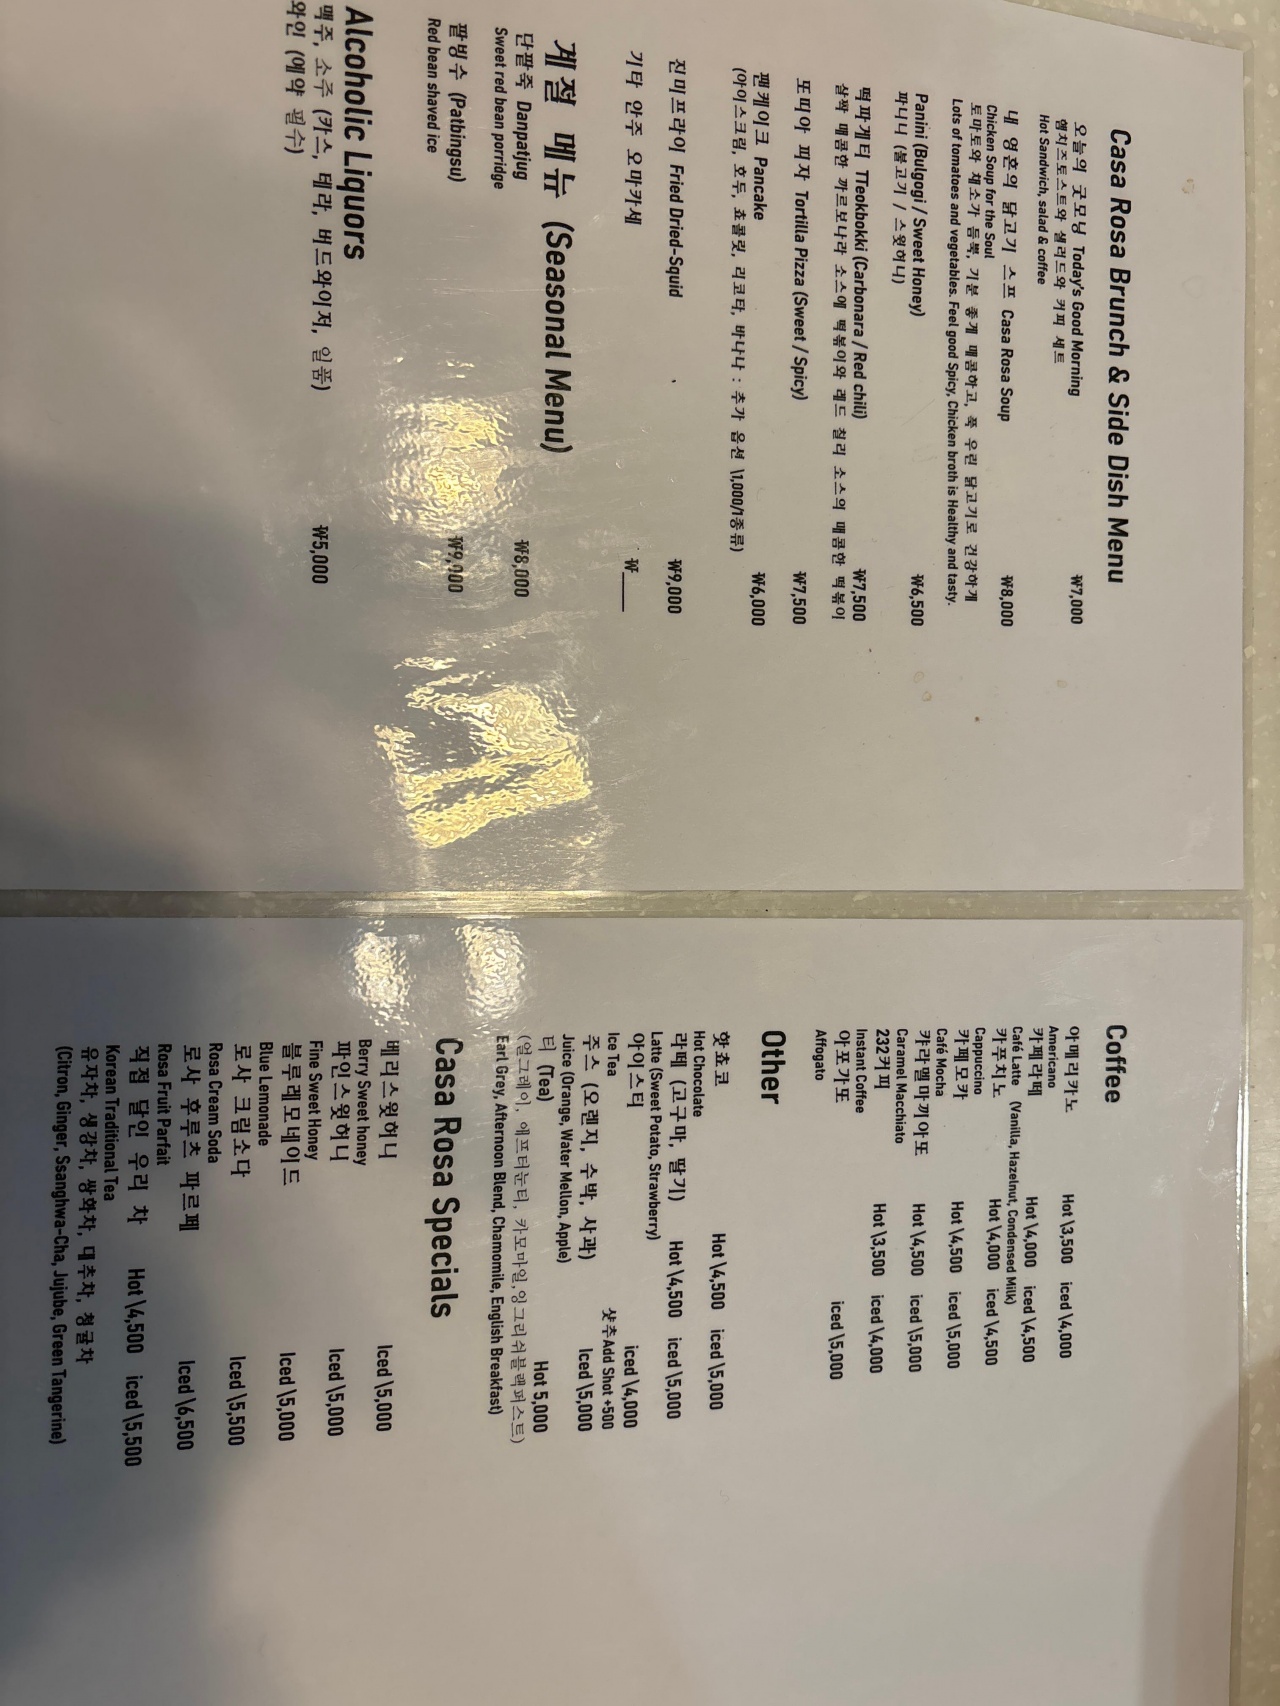 Casa Rosa Brunch & Side Dish Menu
오늘의 굿모닝 Today's Good Morning ₩7,000
햄치즈토스트와 샐러드와 커피 세트
Hot Sandwich, salad & coffee
내 영혼의 닭고기 스프 Casa Rosa Soup ₩8,000
Chicken Soup for the Soul
토마토와 채소가 듬뿍, 기분 좋게 매콤하고, 푹 우린 닭고기로 건강하게
Lots of tomatoes and vegetables. Feel good Spicy, Chicken broth is Healthy and tasty.
Panini (Bulgogi / Sweet Honey) ₩6,500
파니니 (불고기 / 스윗허니)
떡파게티 TTeokbokki (Carbonara / Red chili) ₩7,500
살짝 매콤한 까르보나라 소스에 떡볶이와 레드 칠리 소스의 매콤한 떡볶이
또띠아 피자 Tortilla Pizza (Sweet / Spicy) ₩7,500
팬케이크 Pancake ₩6,000
(아이스크림, 호두, 쵸콜릿, 리코타, 바나나 : 추가 옵션 \1,000/1종류)
진미프라이 Fried Dried-Squid ₩9,000
기타 안주 오마카세 ₩____
계절 메뉴 (Seasonal Menu)
단팥죽 Danpatjug ₩8,000
Sweet red bean porridge
팥빙수 (Patbingsu) ₩9,000
Red bean shaved ice
Alcoholic Liquors
맥주, 소주 (카스, 테라, 버드와이저, 일품) ₩5,000
와인 (예약 필수)
Coffee
아메리카노 Hot \3,500 iced \4,000
Americano
카페라떼 Hot \4,000 iced \4,500
Café Latte (Vanilla, Hazelnut, Condensed Milk)
카푸치노 Hot \4,000 iced \4,500
Cappuccino
카페모카 Hot \4,500 iced \5,000
Café Mocha
카라멜마끼아또 Hot \4,500 iced \5,000
Caramel Macchiato
232커피 Hot \3,500 iced \4,000
Instant Coffee
아포가또 iced \5,000
Affogato
Other
핫쵸코 Hot \4,500 iced \5,000
Hot Chocolate
라떼 (고구마, 딸기) Hot \4,500 iced \5,000
Latte (Sweet Potato, Strawberry)
아이스티 iced \4,000
Ice Tea 샷추Add Shot +500
주스 (오렌지, 수박, 사과) Iced \5,000
Juice (Orange, Water Mellon, Apple)
티 (Tea) Hot 5,000
(얼그레이, 애프터눈티, 카모마일,잉그리쉬블랙퍼스트)
Earl Grey, Afternoon Blend, Chamomile, English Breakfast)
Casa Rosa Specials
베리스윗허니 Iced \5,000
Berry Sweet honey
파인스윗허니 Iced \5,000
Fine Sweet Honey
블루레모네이드 Iced \5,000
Blue Lemonade
로사 크림소다 Iced \5,500
Rosa Cream Soda
로사 후르츠 파르페 Iced \6,500
Rosa Fruit Parfait
직접 달인 우리 차 Hot \4,500 iced \5,500
Korean Traditional Tea
유자차, 생강차, 쌍화차, 대추차, 청귤차
(Citron, Ginger, Ssanghwa-Cha, Jujube, Green Tangerine)